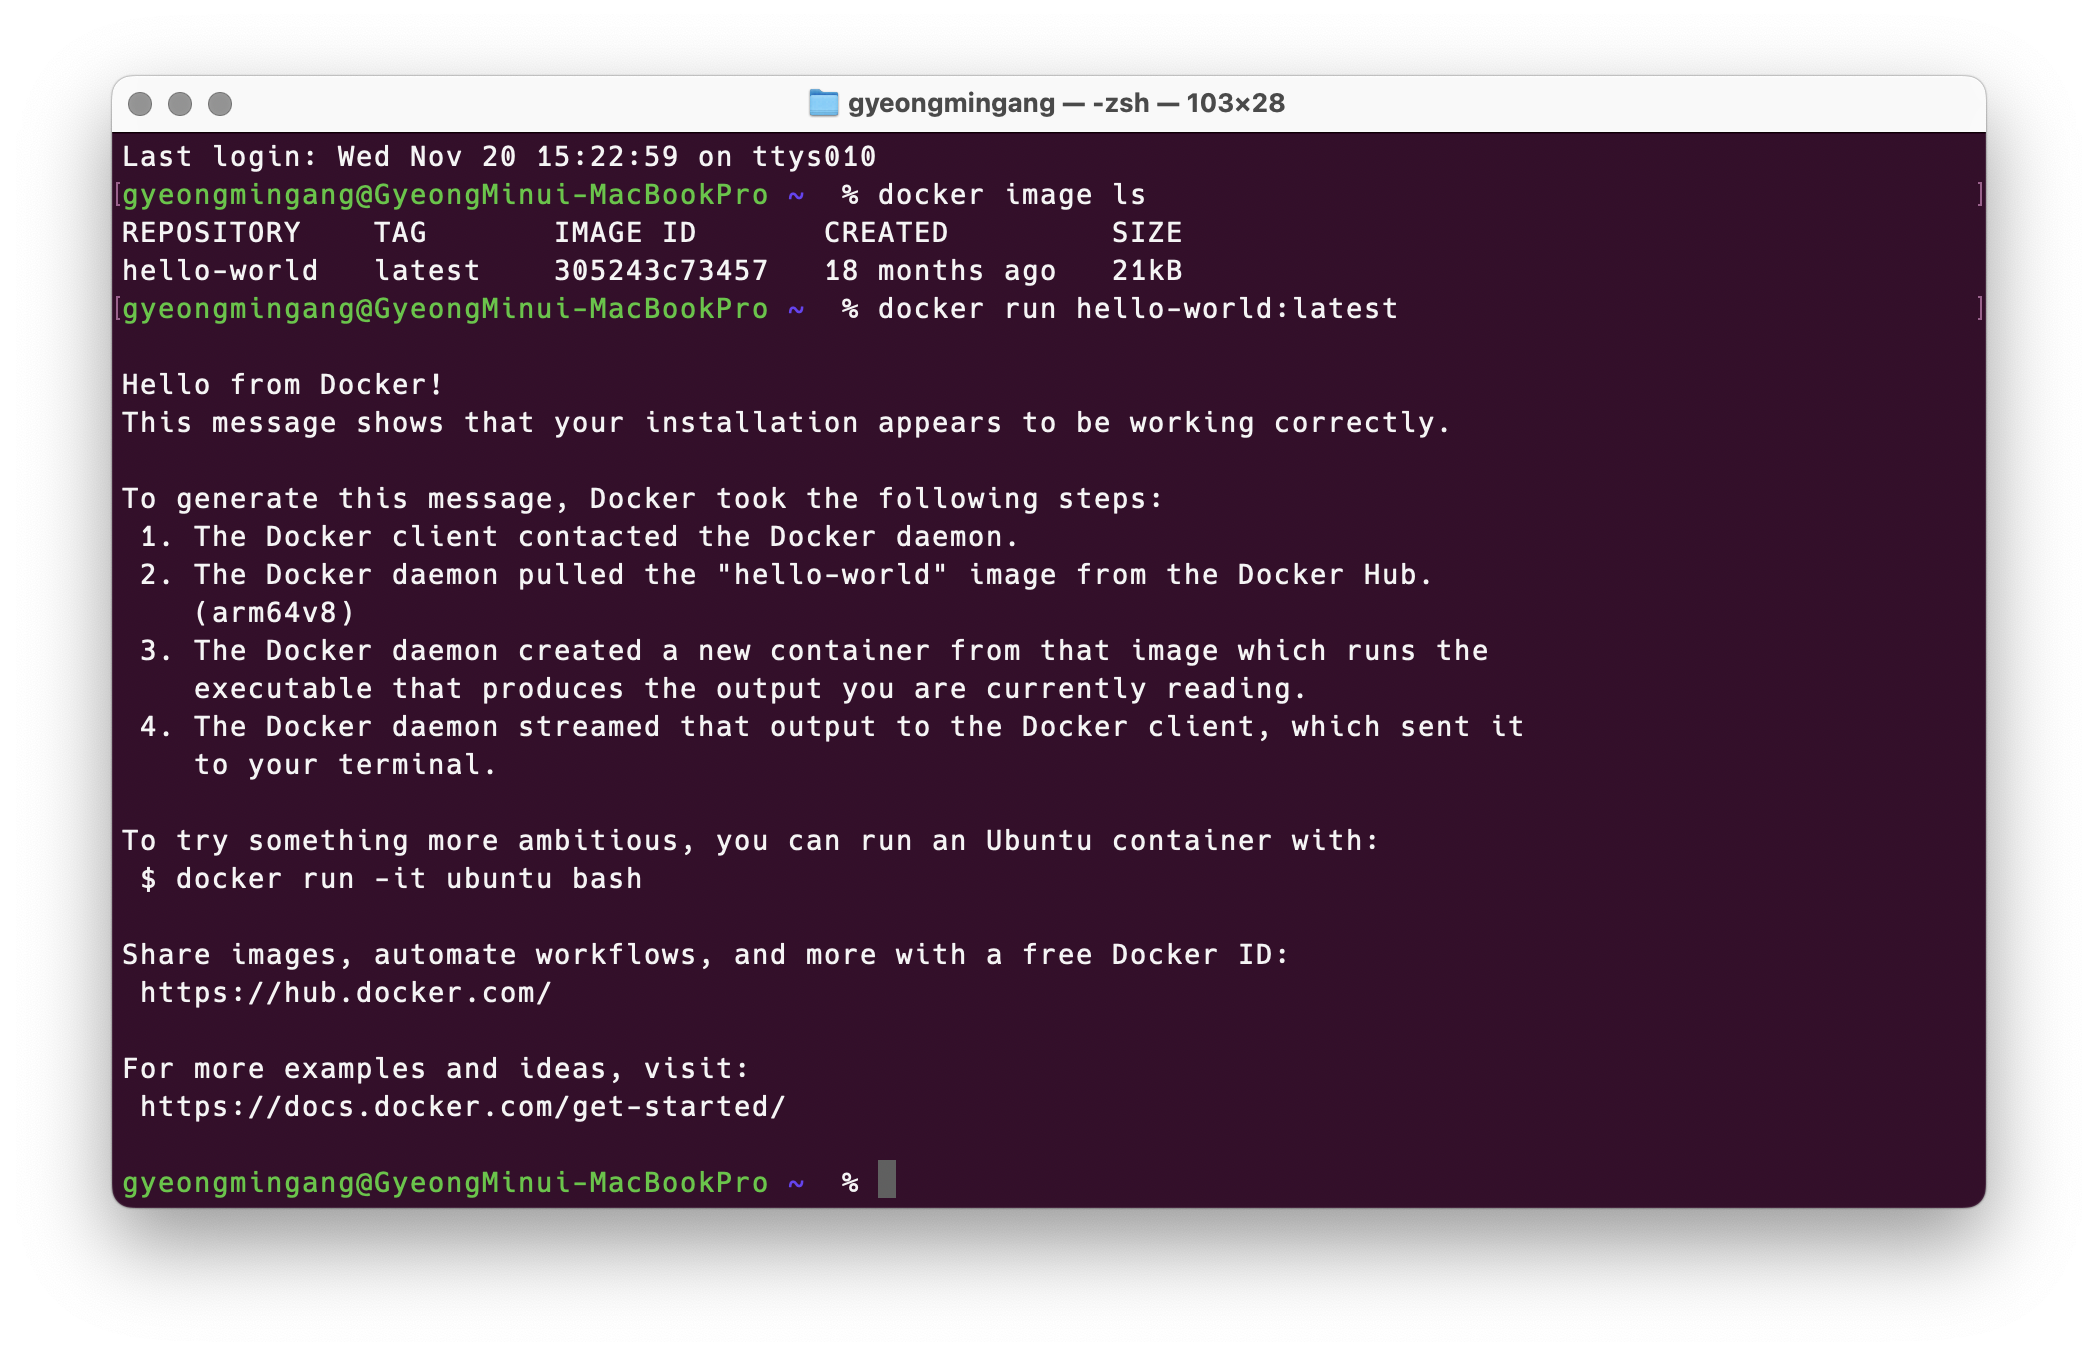 gyeongmingang — -zsh — 103×28
Last login: Wed Nov 20 15:22:59 on ttys010
[gyeongmingang@GyeongMinui-MacBookPro ~  % docker image ls ]
REPOSITORY    TAG       IMAGE ID       CREATED         SIZE
hello-world   latest    305243c73457   18 months ago   21kB
[gyeongmingang@GyeongMinui-MacBookPro ~  % docker run hello-world:latest ]
Hello from Docker!
This message shows that your installation appears to be working correctly.
To generate this message, Docker took the following steps:
 1. The Docker client contacted the Docker daemon.
 2. The Docker daemon pulled the "hello-world" image from the Docker Hub.
    (arm64v8)
 3. The Docker daemon created a new container from that image which runs the
    executable that produces the output you are currently reading.
 4. The Docker daemon streamed that output to the Docker client, which sent it
    to your terminal.
To try something more ambitious, you can run an Ubuntu container with:
 $ docker run -it ubuntu bash
Share images, automate workflows, and more with a free Docker ID:
 https://hub.docker.com/
For more examples and ideas, visit:
 https://docs.docker.com/get-started/
gyeongmingang@GyeongMinui-MacBookPro ~  %